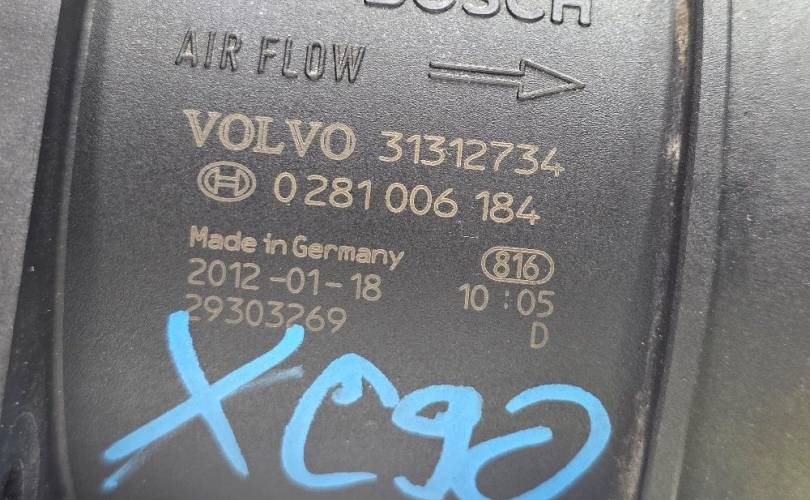 BOSCH
AIR FLOW
VOLVO 31312734
0 281 006 184
Made in Germany 816
2012-01-18 10:05
29303269 D
XC90